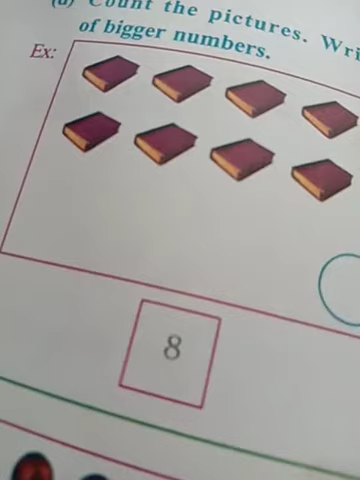 (d) Count the pictures. Wri
of bigger numbers.
Ex:
8